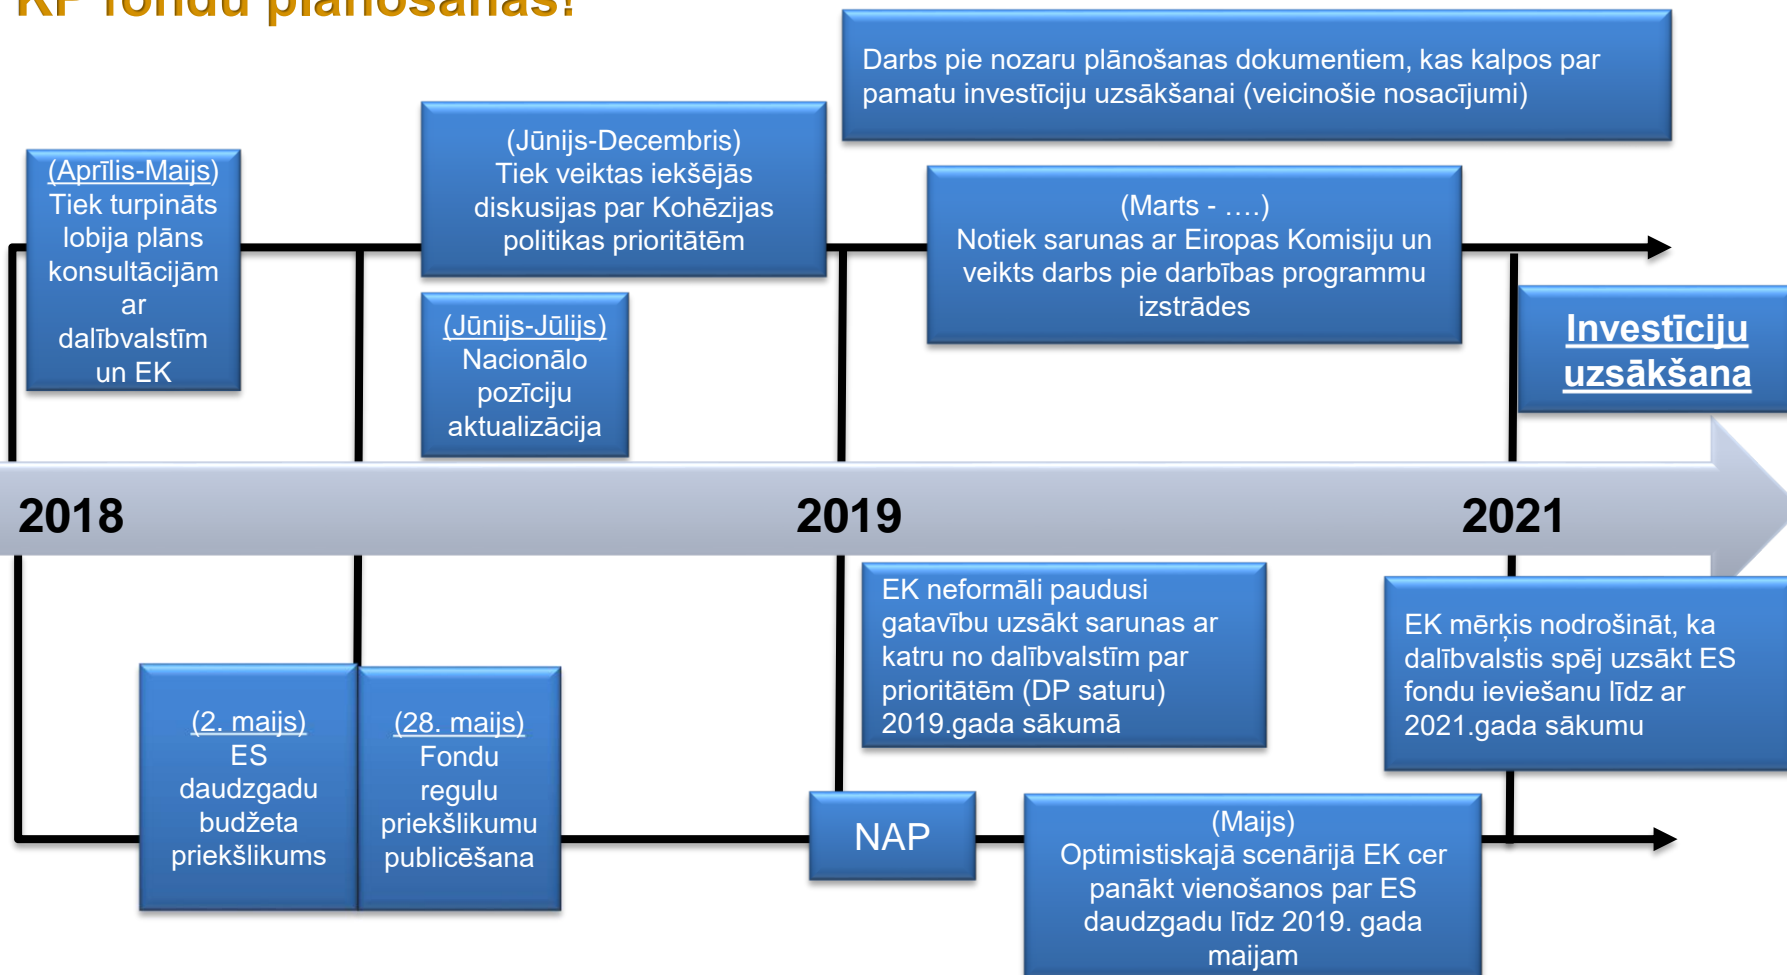 KP fondu plānošanas!
Darbs pie nozaru plānošanas dokumentiem, kas kalpos par
pamatu investīciju uzsākšanai (veicinošie nosacījumi)
(Aprīlis-Maijs)
Tiek turpināts
lobija plāns
konsultācijām
ar
dalībvalstīm
un EK
(Jūnijs-Decembris)
Tiek veiktas iekšējās
diskusijas par Kohēzijas
politikas prioritātēm
(Jūnijs-Jūlijs)
Nacionālo
pozīciju
aktualizācija
(Marts - ....)
Notiek sarunas ar Eiropas Komisiju un
veikts darbs pie darbības programmu
izstrādes
Investīciju
uzsākšana
2018
2019
2021
(2. maijs)
ES
daudzgadu
budžeta
priekšlikums
(28. maijs)
Fondu
regulu
priekšlikumu
publicēšana
EK neformāli paudusi
gatavību uzsākt sarunas ar
katru no dalībvalstīm par
prioritātēm (DP saturu)
2019.gada sākumā
NAP
(Maijs)
Optimistiskajā scenārijā EK cer
panākt vienošanos par ES
daudzgadu līdz 2019. gada
maijam
EK mērķis nodrošināt, ka
dalībvalstis spēj uzsākt ES
fondu ieviešanu līdz ar
2021.gada sākumu